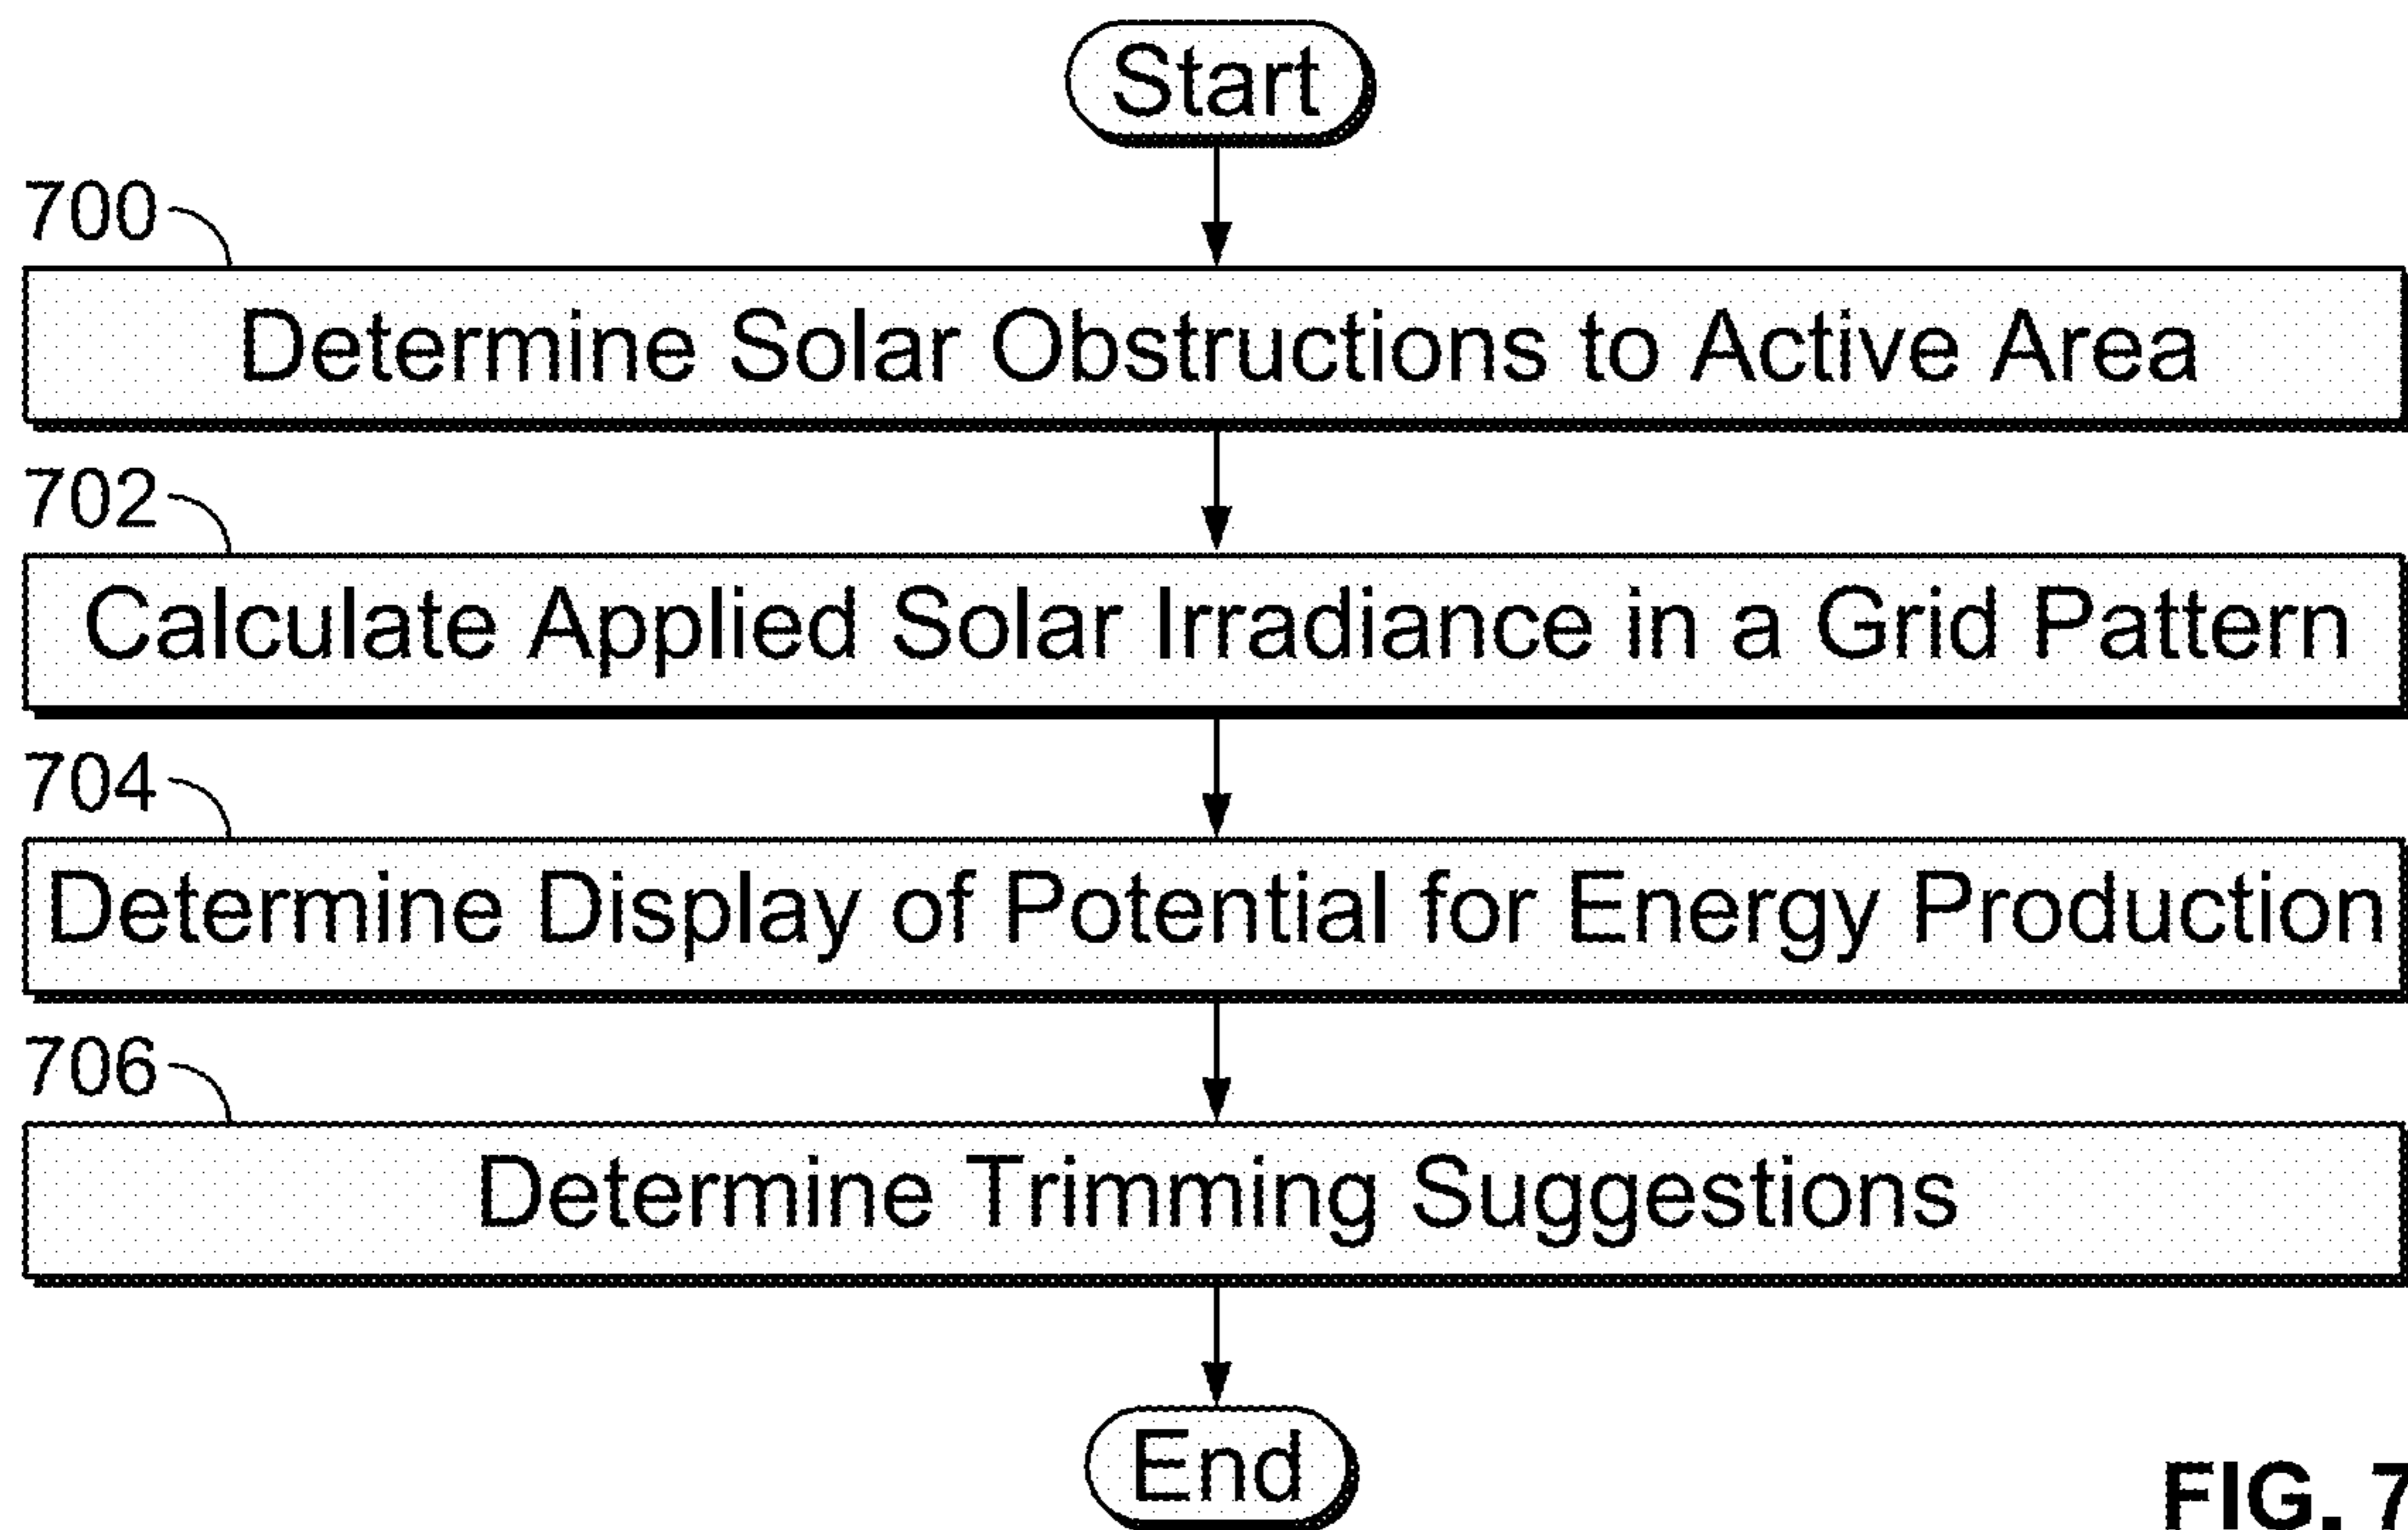 Start
700
Determine Solar Obstructions to Active Area
702
Calculate Applied Solar Irradiance in a Grid Pattern
704
Determine Display of Potential for Energy Production
706
Determine Trimming Suggestions
End
FIG. 7